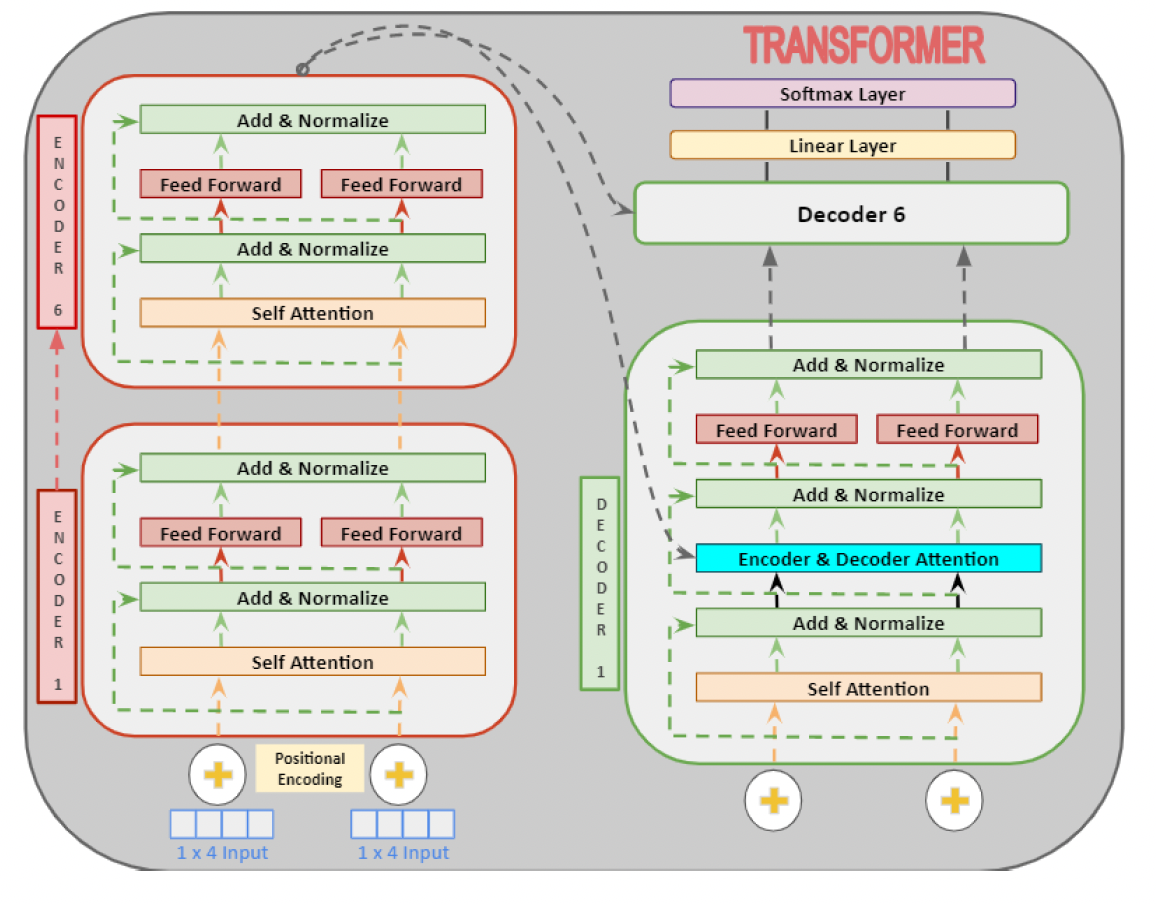 TRANSFORMER
Softmax Layer
Linear Layer
Decoder 6
ENCODER 6
Add & Normalize
Feed Forward Feed Forward
Add & Normalize
Self Attention
ENCODER 1
Add & Normalize
Feed Forward Feed Forward
Add & Normalize
Self Attention
Positional
Encoding
1 x 4 Input 1 x 4 Input
DECODER 1
Add & Normalize
Feed Forward Feed Forward
Add & Normalize
Encoder & Decoder Attention
Add & Normalize
Self Attention